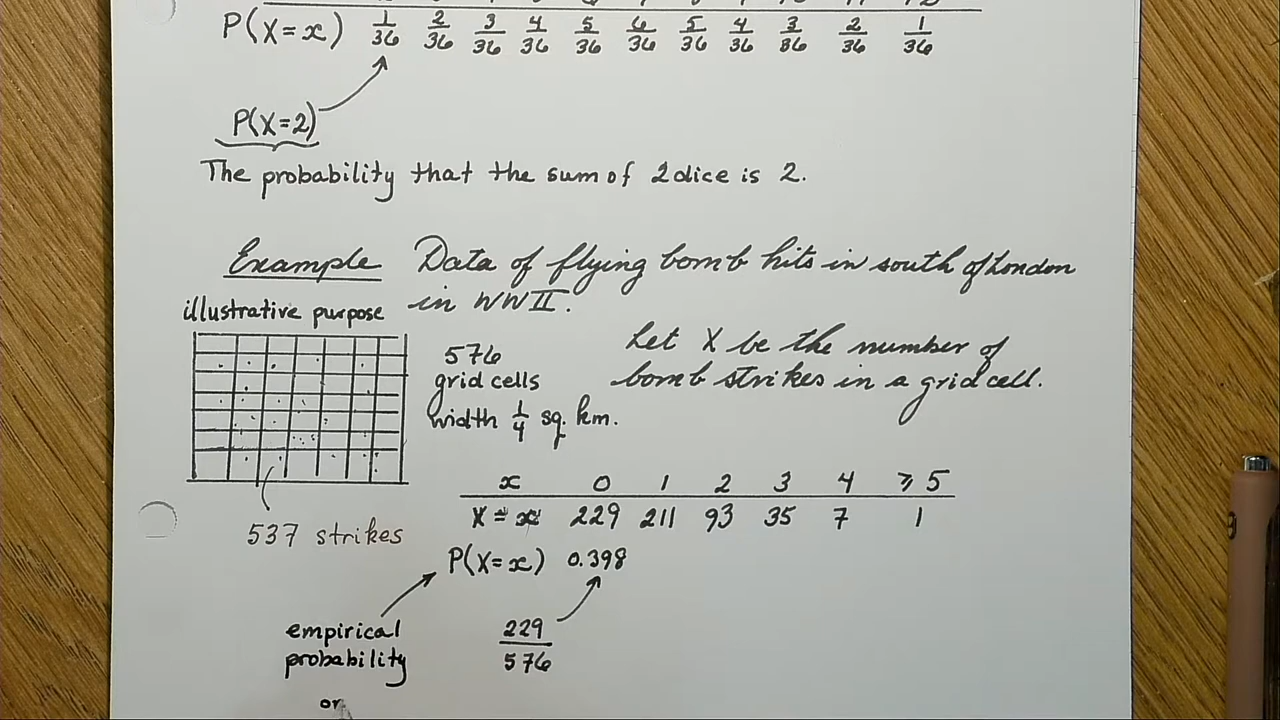 P(X=x) 1/36 2/36 3/36 4/36 5/36 6/36 5/36 4/36 3/36 2/36 1/36
P(X=2)
The probability that the sum of 2 dice is 2.
Example Data of flying bomb hits in south of London
in WWII.
illustrative purpose
576
grid cells
width 1/4 sq. km.
Let X be the number of
bomb strikes in a grid cell.
537 strikes
x 0 1 2 3 4 ⩾ 5
X = x 229 211 93 35 7 1
P(X=x) 0.398
empirical
probability
or
229/576